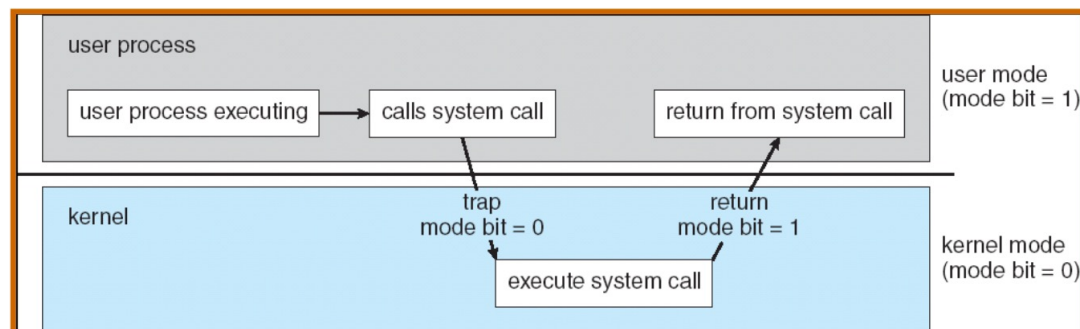 user process
user process executing
calls system call
return from system call
user mode
(mode bit = 1)
kernel
trap
mode bit = 0
return
mode bit = 1
execute system call
kernel mode
(mode bit = 0)